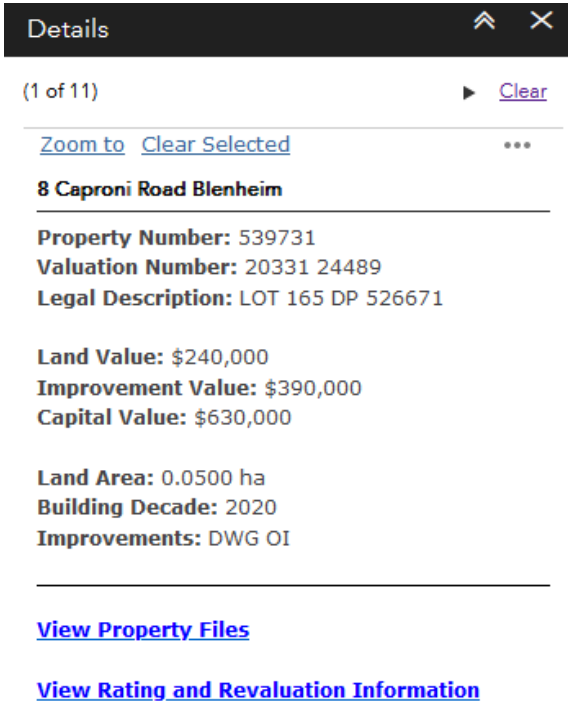 Details
(1 of 11)
Clear
Zoom to Clear Selected
8 Caproni Road Blenheim
Property Number: 539731
Valuation Number: 20331 24489
Legal Description: LOT 165 DP 526671
Land Value: $240,000
Improvement Value: $390,000
Capital Value: $630,000
Land Area: 0.0500 ha
Building Decade: 2020
Improvements: DWG OI
View Property Files
View Rating and Revaluation Information